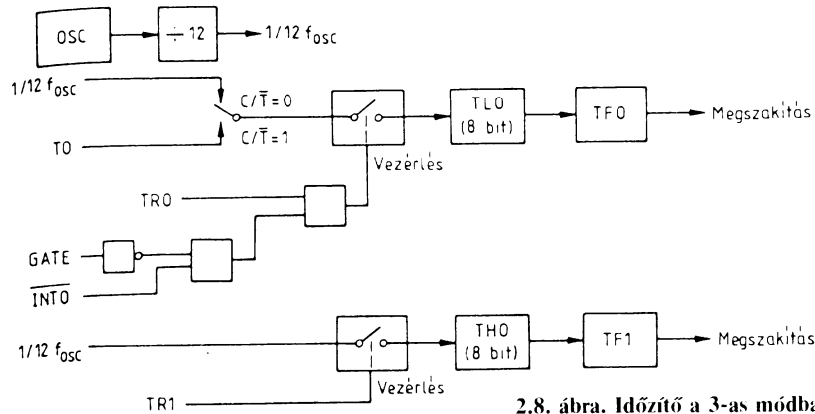 OSC
÷ 12
1/12 fosc
1/12 fosc
C/T̅=0
C/T̅=1
T0
TL0
(8 bit)
TF0
Megszakítás
Vezérlés
TR0
GATE
I̅N̅T̅0̅
1/12 fosc
TH0
(8 bit)
TF1
Megszakítás
Vezérlés
TR1
2.8. ábra. Időzítő a 3-as módba